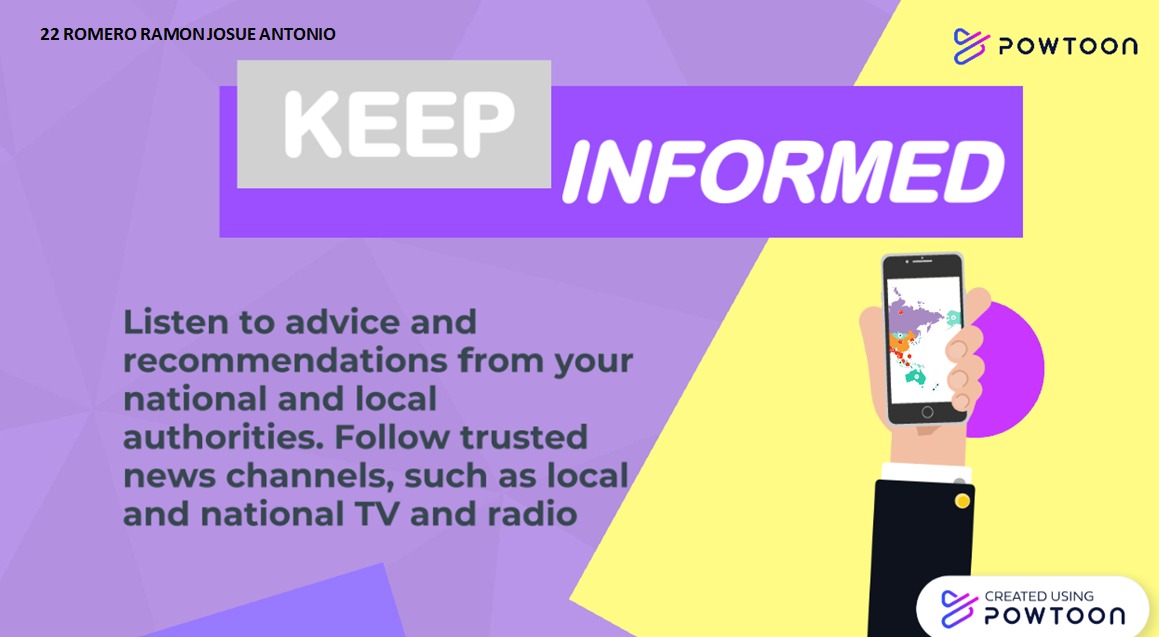 22 ROMERO RAMON JOSUE ANTONIO
POWTOON
KEEP
INFORMED
Listen to advice and
recommendations from your
national and local
authorities. Follow trusted
news channels, such as local
and national TV and radio
CREATED USING
POWTOON